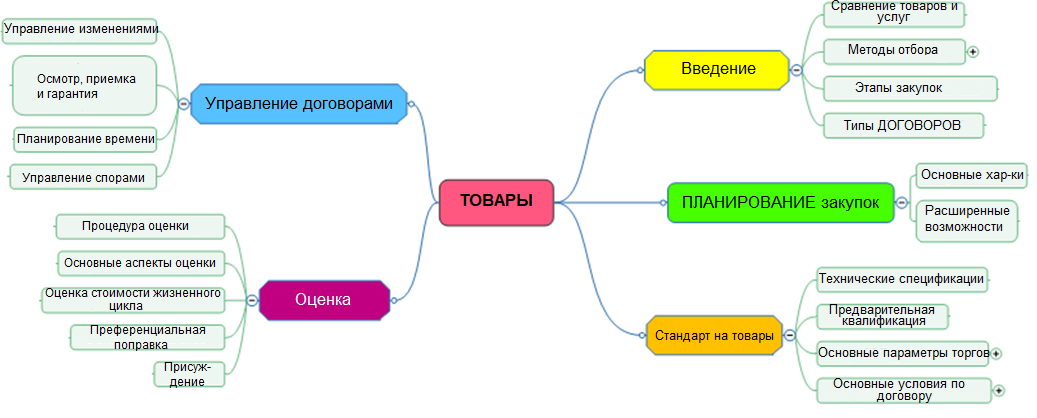 Управление изменениями
Осмотр, приемка
и гарантия
Планирование времени
Управление спорами
Управление договорами
Процедура оценки
Основные аспекты оценки
Оценка стоимости жизненного
цикла
Преференциальная
поправка
Присуж-
дение
Оценка
ТОВАРЫ
Введение
Сравнение товаров и
услуг
Методы отбора
Этапы закупок
Типы ДОГОВОРОВ
ПЛАНИРОВАНИЕ закупок
Основные хар-ки
Расширенные
возможности
Стандарт на товары
Технические спецификации
Предварительная
квалификация
Основные параметры торгов
Основные условия по
договору